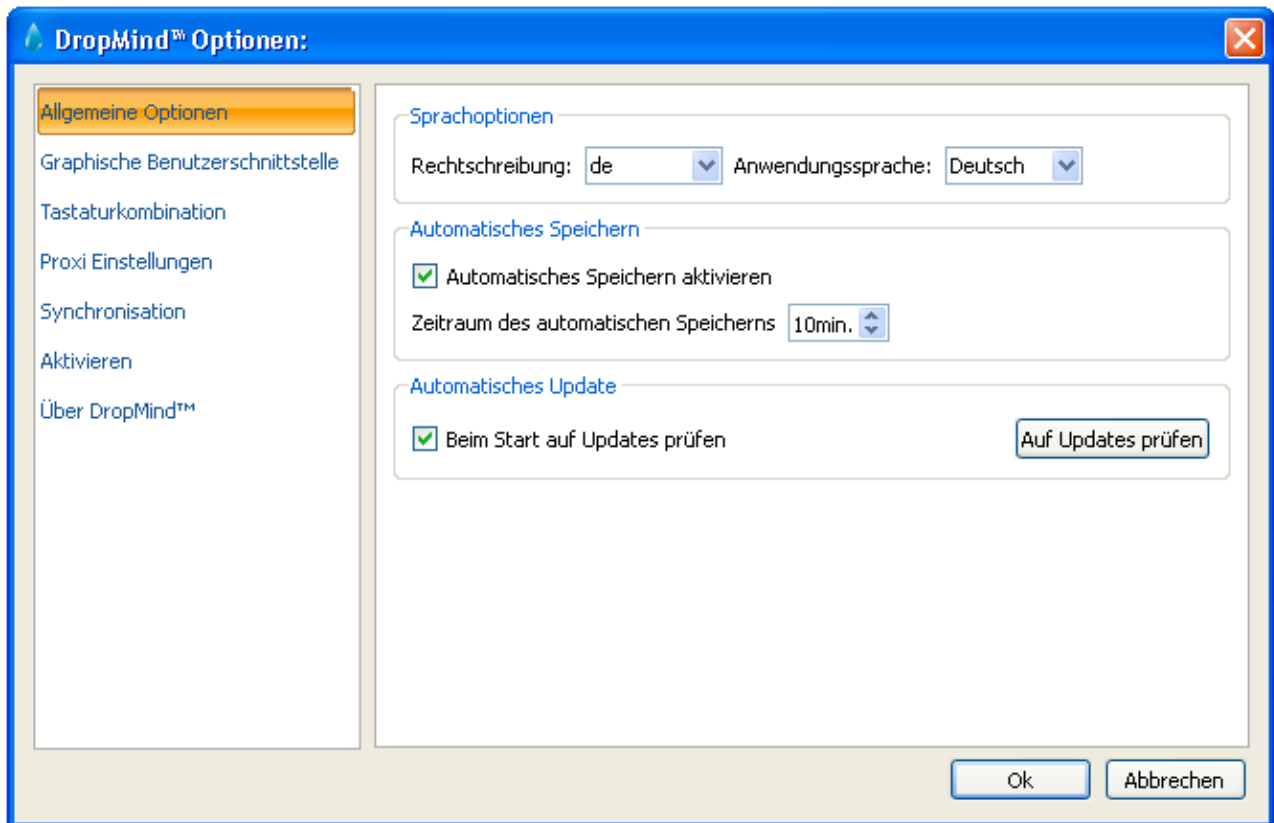 DropMind™ Optionen:
Allgemeine Optionen
Graphische Benutzerschnittstelle
Tastaturkombination
Proxi Einstellungen
Synchronisation
Aktivieren
Über DropMind™
Sprachoptionen
Rechtschreibung: de Anwendungssprache: Deutsch
Automatisches Speichern
Automatisches Speichern aktivieren
Zeitraum des automatischen Speicherns 10min.
Automatisches Update
Beim Start auf Updates prüfen Auf Updates prüfen
Ok Abbrechen